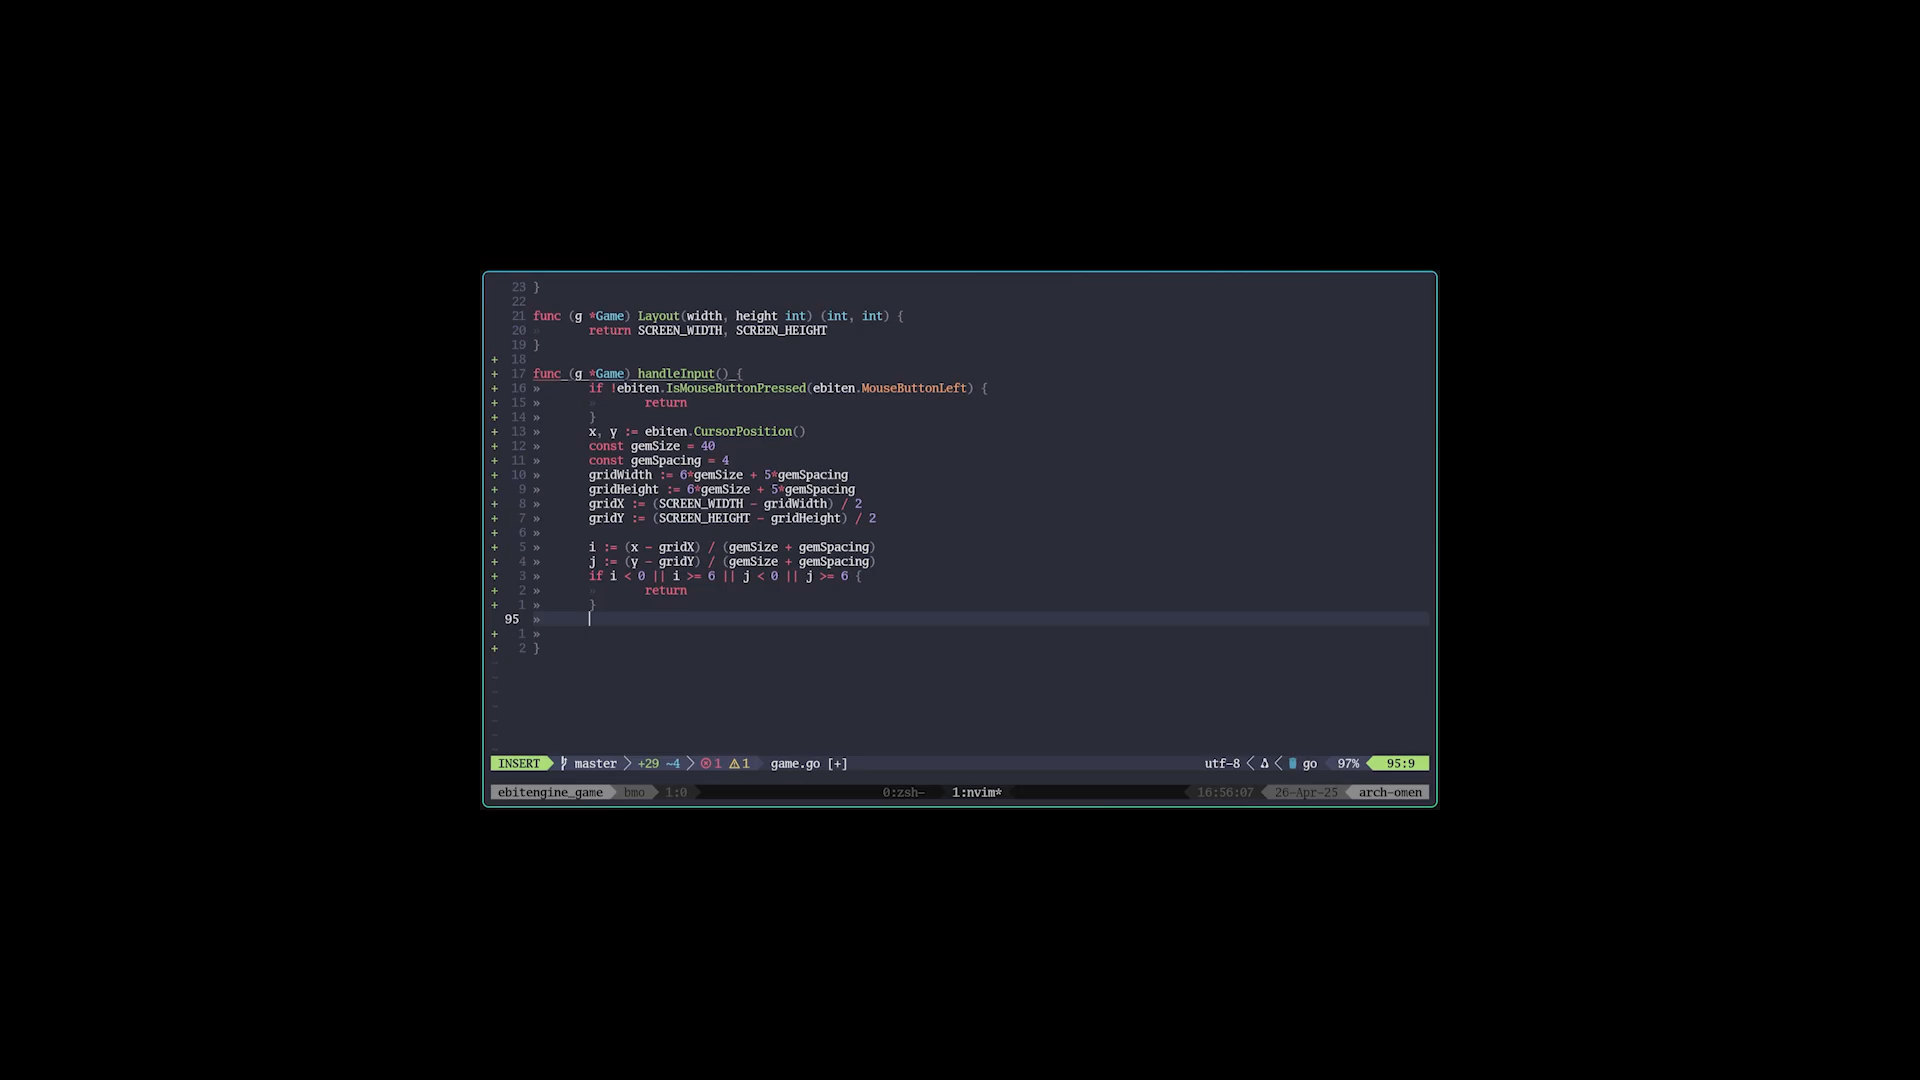 23 }
22
21 func (g *Game) Layout(width, height int) (int, int) {
20 » return SCREEN_WIDTH, SCREEN_HEIGHT
19 }
+ 18
+ 17 func (g *Game) handleInput() {
+ 16 » if !ebiten.IsMouseButtonPressed(ebiten.MouseButtonLeft) {
+ 15 » » return
+ 14 » }
+ 13 » x, y := ebiten.CursorPosition()
+ 12 » const gemSize = 40
+ 11 » const gemSpacing = 4
+ 10 » gridWidth := 6*gemSize + 5*gemSpacing
+ 9 » gridHeight := 6*gemSize + 5*gemSpacing
+ 8 » gridX := (SCREEN_WIDTH - gridWidth) / 2
+ 7 » gridY := (SCREEN_HEIGHT - gridHeight) / 2
+ 6 »
+ 5 » i := (x - gridX) / (gemSize + gemSpacing)
+ 4 » j := (y - gridY) / (gemSize + gemSpacing)
+ 3 » if i < 0 || i >= 6 || j < 0 || j >= 6 {
+ 2 » » return
+ 1 » }
95 »
+ 1 »
+ 2 }
~
~
~
~
~
~
~
INSERT master +29 ~4 1 1 game.go [+] utf-8 go 97% 95:9
ebitengine_game bmo 1:0 0:zsh- 1:nvim* 16:56:07 26-Apr-25 arch-omen